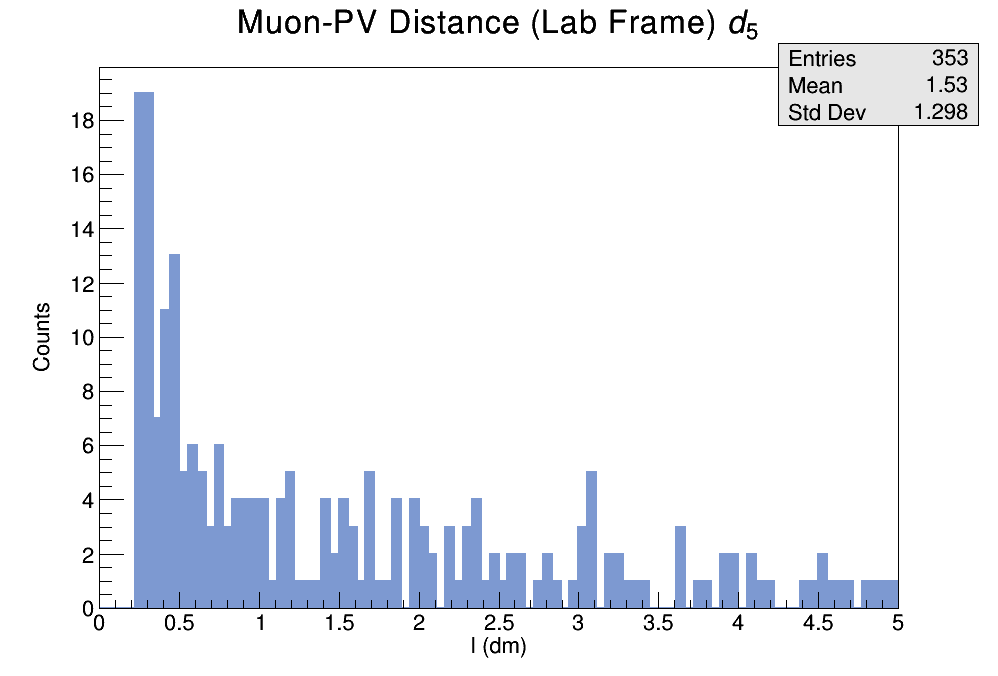 Muon-PV Distance (Lab Frame) d₅
Entries 353
Mean 1.53
Std Dev 1.298
Counts
18
16
14
12
10
8
6
4
2
0
0 0.5 1 1.5 2 2.5 3 3.5 4 4.5 5
l (dm)